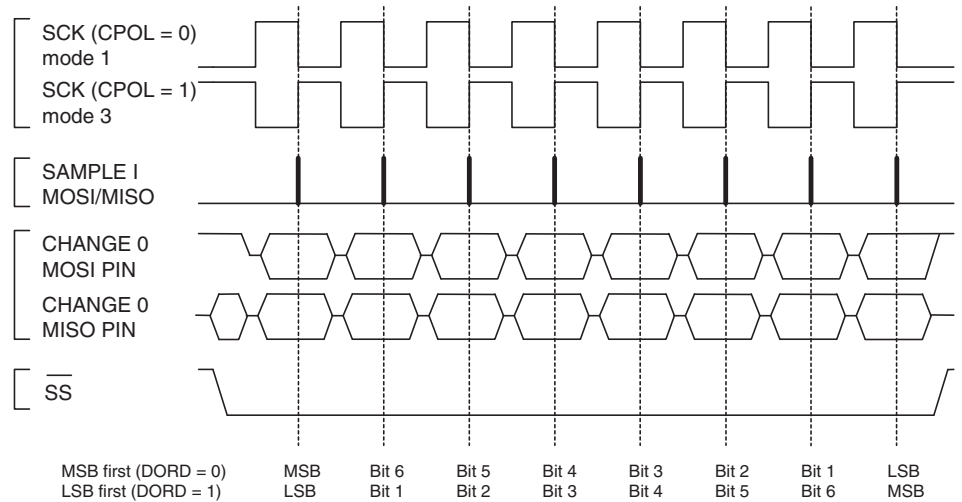 SCK (CPOL = 0)
mode 1
SCK (CPOL = 1)
mode 3
SAMPLE I
MOSI/MISO
CHANGE 0
MOSI PIN
CHANGE 0
MISO PIN
SS
MSB first (DORD = 0) MSB Bit 6 Bit 5 Bit 4 Bit 3 Bit 2 Bit 1 LSB
LSB first (DORD = 1) LSB Bit 1 Bit 2 Bit 3 Bit 4 Bit 5 Bit 6 MSB